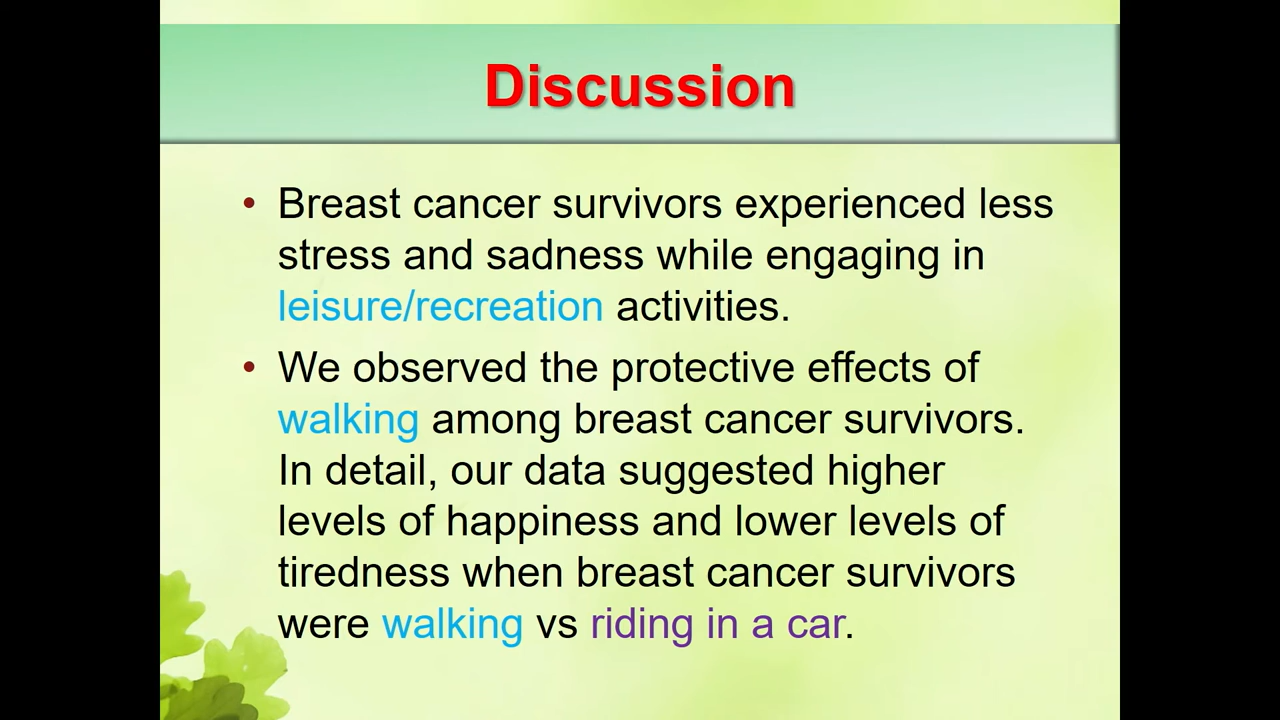 Discussion
• Breast cancer survivors experienced less
stress and sadness while engaging in
leisure/recreation activities.
• We observed the protective effects of
walking among breast cancer survivors.
In detail, our data suggested higher
levels of happiness and lower levels of
tiredness when breast cancer survivors
were walking vs riding in a car.